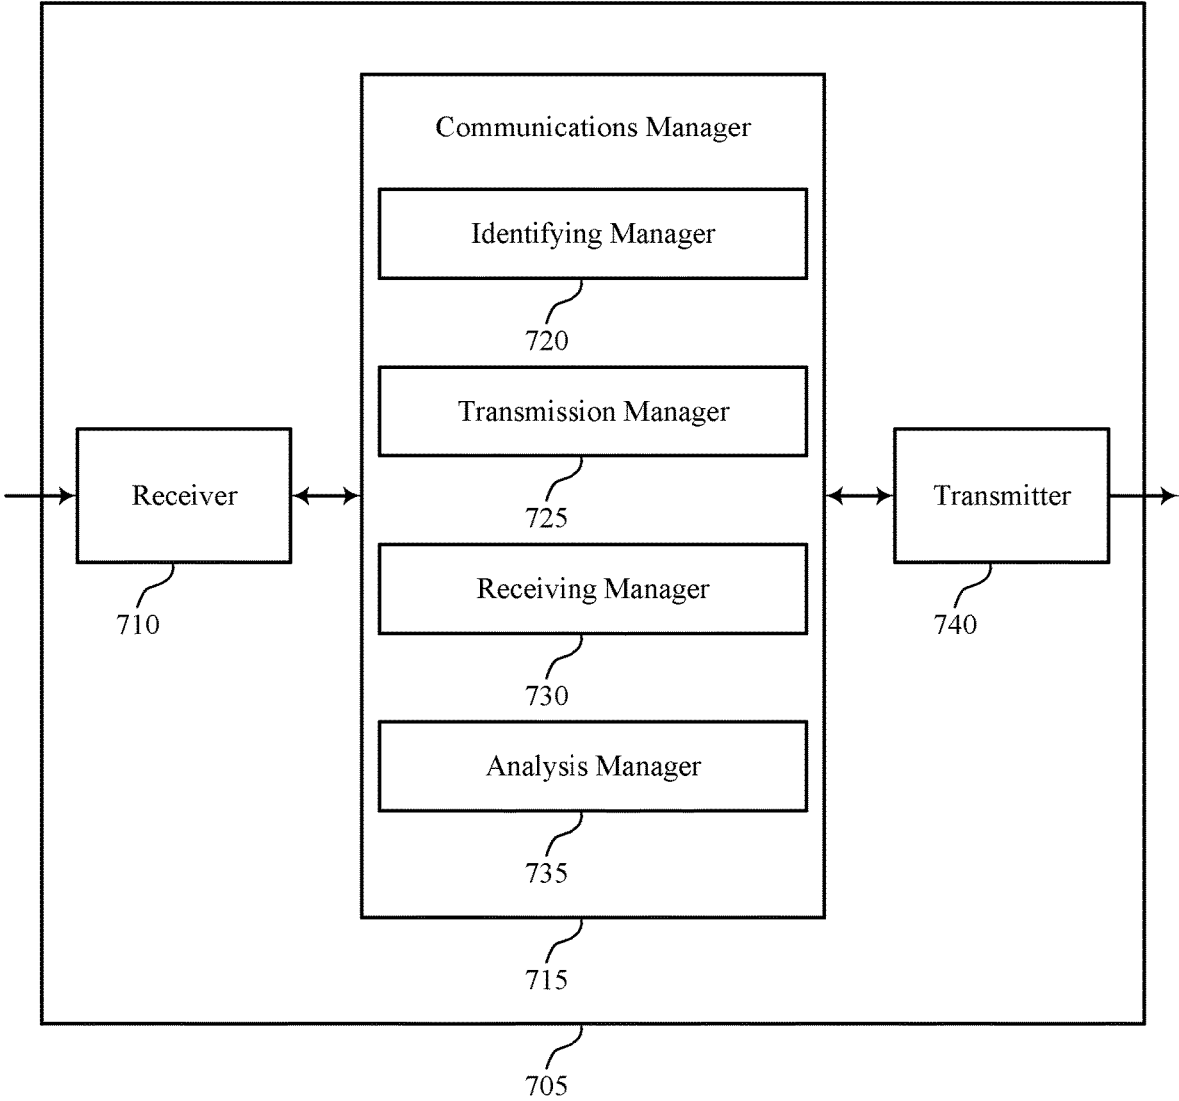 Communications Manager
Identifying Manager
720
Transmission Manager
725
Receiver
710
Transmitter
740
Receiving Manager
730
Analysis Manager
735
715
705